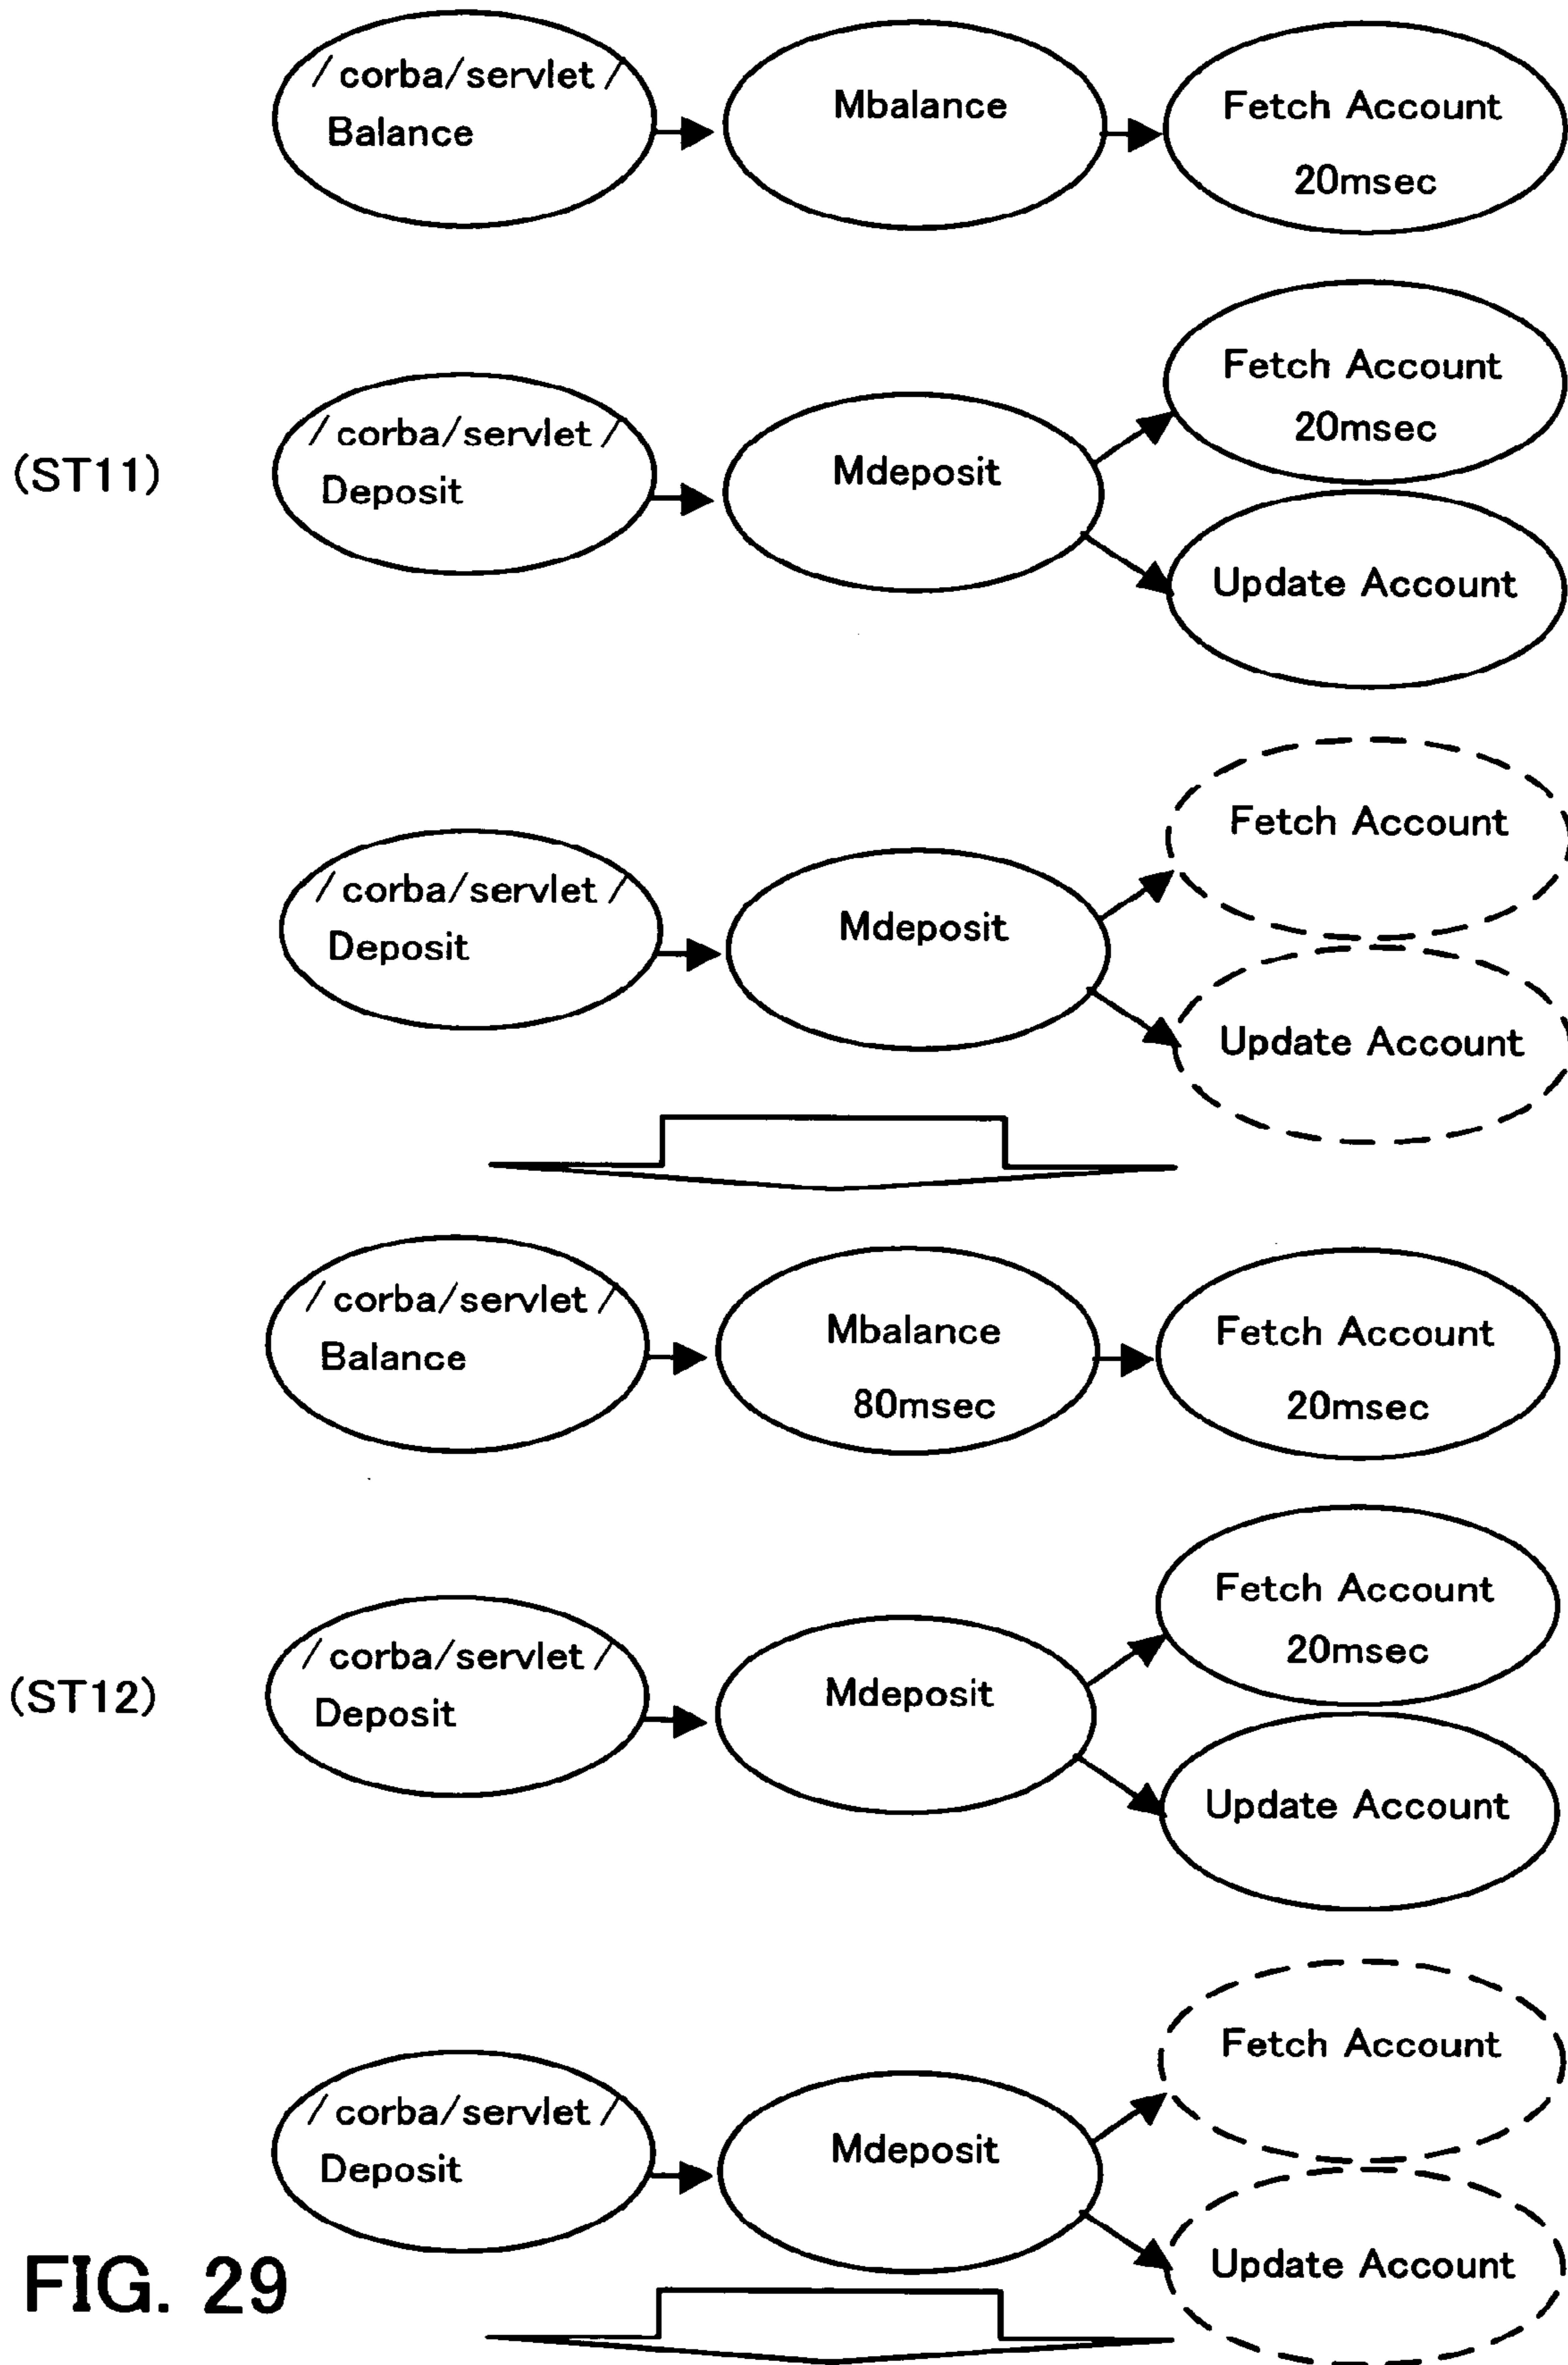 /corba/servlet/
Balance
Mbalance
Fetch Account
20msec
(ST11)
/corba/servlet/
Deposit
Mdeposit
Fetch Account
20msec
Update Account
/corba/servlet/
Deposit
Mdeposit
Fetch Account
Update Account
/corba/servlet/
Balance
Mbalance
80msec
Fetch Account
20msec
(ST12)
/corba/servlet/
Deposit
Mdeposit
Fetch Account
20msec
Update Account
/corba/servlet/
Deposit
Mdeposit
Fetch Account
Update Account
FIG. 29